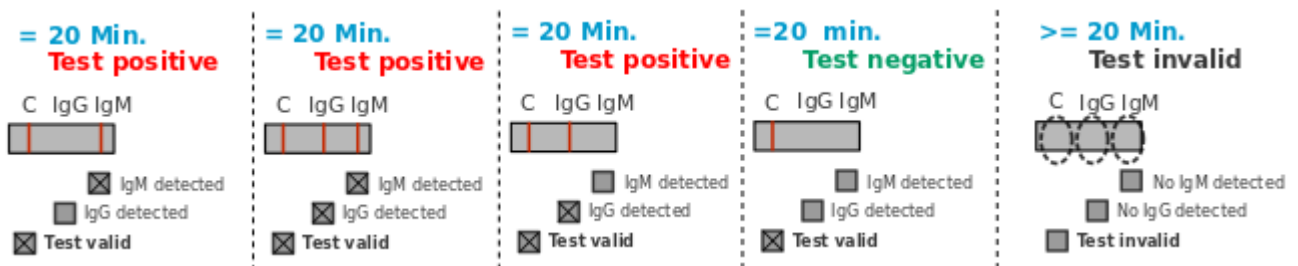 = 20 Min.
Test positive
C IgG IgM
IgM detected
IgG detected
Test valid
= 20 Min.
Test positive
C IgG IgM
IgM detected
IgG detected
Test valid
= 20 Min.
Test positive
C IgG IgM
IgM detected
IgG detected
Test valid
=20 min.
Test negative
C IgG IgM
IgM detected
IgG detected
Test valid
>= 20 Min.
Test invalid
C IgG IgM
No IgM detected
No IgG detected
Test invalid